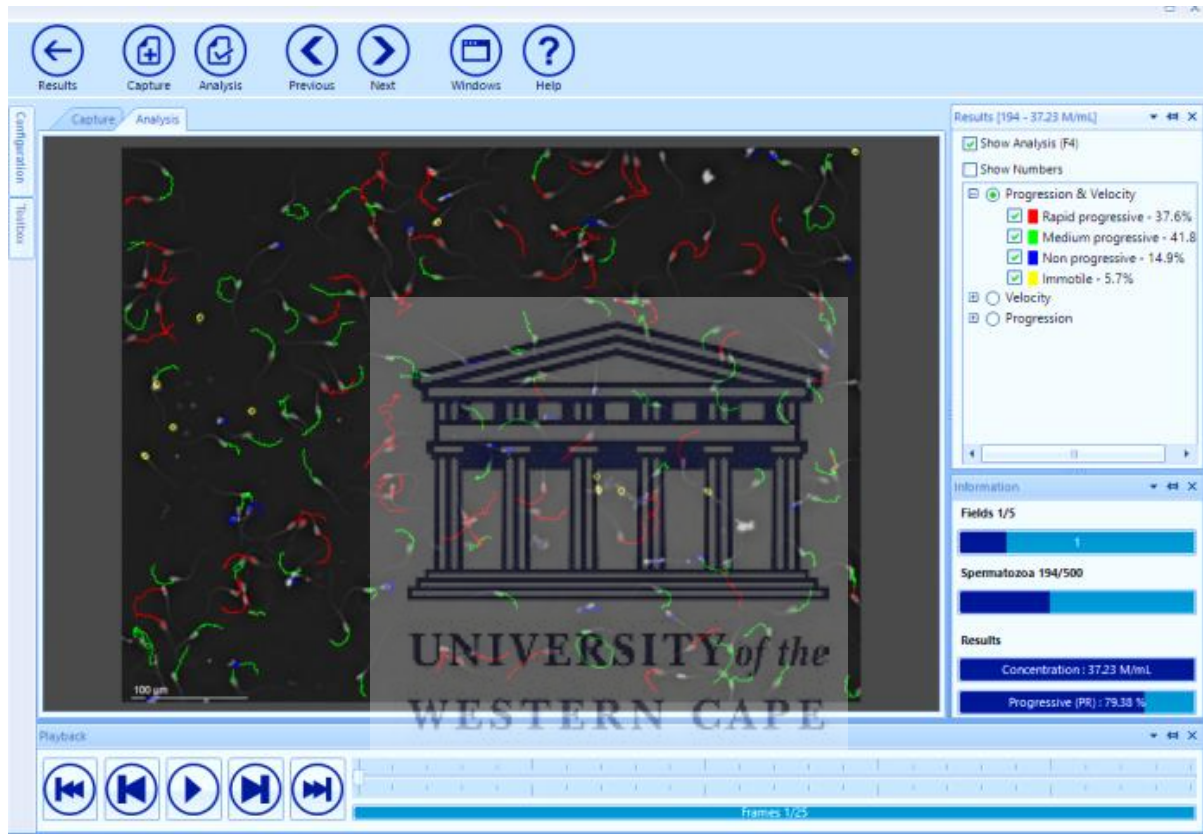 Results Capture Analysis Previous Next Windows Help
Configuration
Toolbox
Capture Analysis
Results [194 - 37.23 M/mL]
Show Analysis (F4)
Show Numbers
Progression & Velocity
Rapid progressive - 37.6%
Medium progressive - 41.8
Non progressive - 14.9%
Immotile - 5.7%
Velocity
Progression
Information
Fields 1/5
1
Spermatozoa 194/500
Results
Concentration : 37.23 M/mL
Progressive (PR) : 79.38 %
100 µm
UNIVERSITY of the
WESTERN CAPE
Playback
Frames 1/25